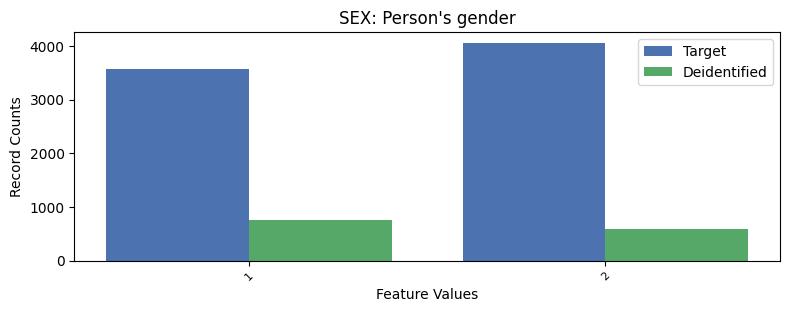 SEX: Person's gender
Target
Deidentified
Record Counts
4000
3000
2000
1000
0
1
2
Feature Values